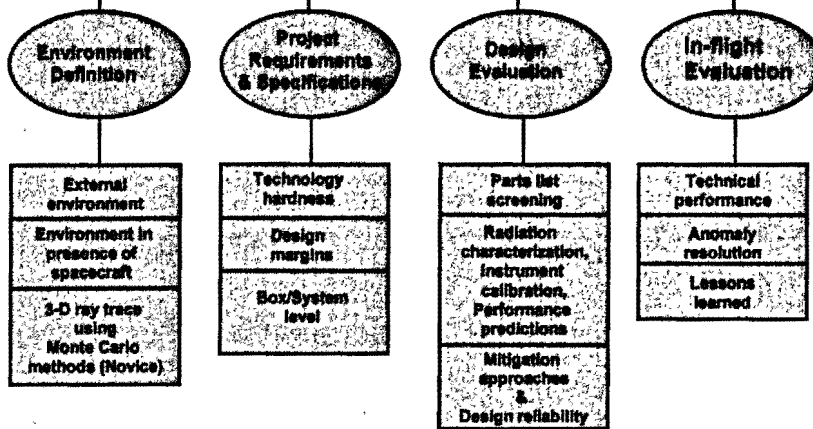 Environment
Definition
External
environment
Environment in
presence of
spacecraft
3-D ray trace
using
Monte Carlo
methods (Novice)
Project
Requirements
& Specifications
Technology
hardness
Design
margins
Box/System
level
Design
Evaluation
Parts list
screening
Radiation
characterization,
Instrument
calibration,
Performance
predictions
Mitigation
approaches
&
Design reliability
In-flight
Evaluation
Technical
performance
Anomaly
resolution
Lessons
learned